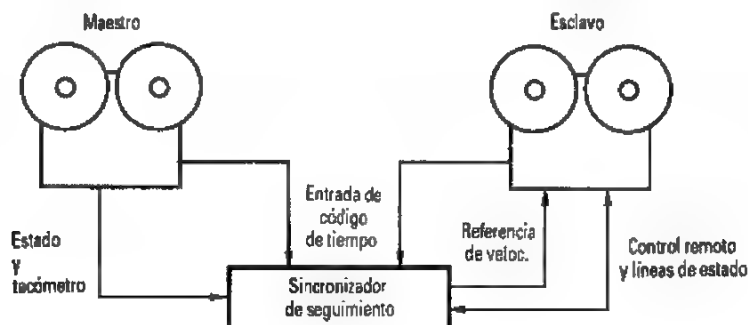 Maestro
Esclavo
Entrada de
código
de tiempo
Estado
y
tacómetro
Referencia
de veloc.
Control remoto
y líneas de estado
Sincronizador
de seguimiento